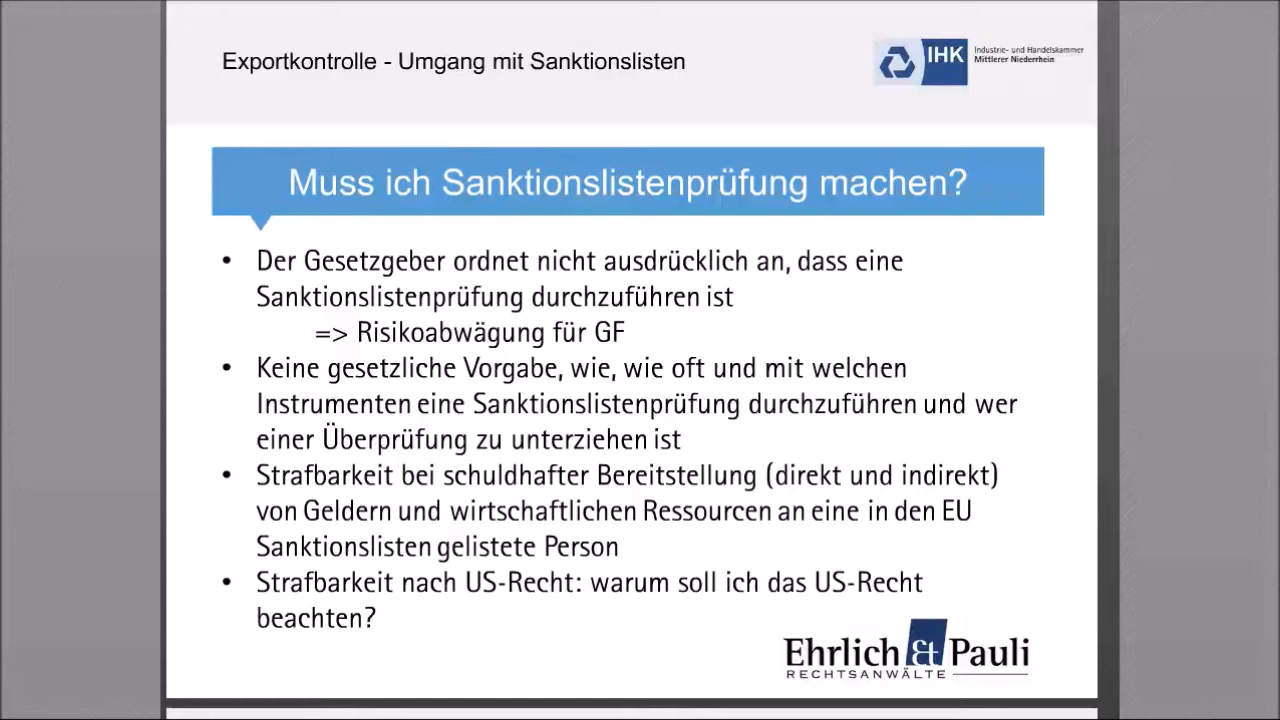 Exportkontrolle - Umgang mit Sanktionslisten
IHK
Industrie- und Handelskammer
Mittlerer Niederrhein
Muss ich Sanktionslistenprüfung machen?
• Der Gesetzgeber ordnet nicht ausdrücklich an, dass eine
Sanktionslistenprüfung durchzuführen ist
=> Risikoabwägung für GF
• Keine gesetzliche Vorgabe, wie, wie oft und mit welchen
Instrumenten eine Sanktionslistenprüfung durchzuführen und wer
einer Überprüfung zu unterziehen ist
• Strafbarkeit bei schuldhafter Bereitstellung (direkt und indirekt)
von Geldern und wirtschaftlichen Ressourcen an eine in den EU
Sanktionslisten gelistete Person
• Strafbarkeit nach US-Recht: warum soll ich das US-Recht
beachten?
Ehrlich et Pauli
RECHTSANWÄLTE